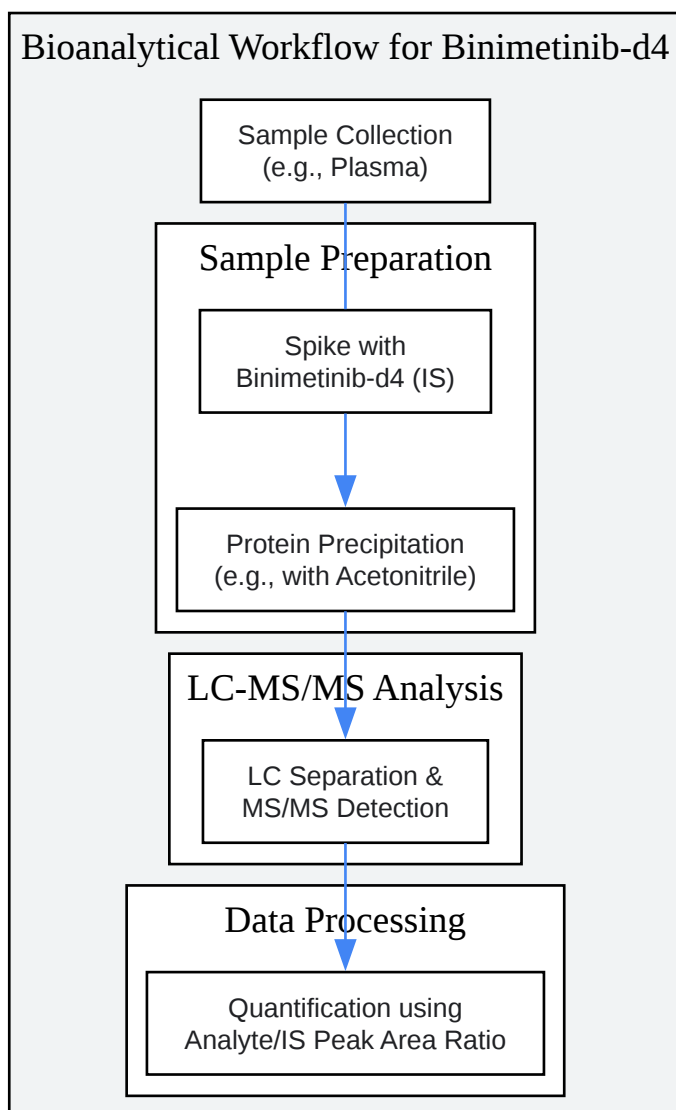 Bioanalytical Workflow for Binimetinib-d4
Sample Collection
(e.g., Plasma)
Sample Preparation
Spike with
Binimetinib-d4 (IS)
Protein Precipitation
(e.g., with Acetonitrile)
LC-MS/MS Analysis
LC Separation &
MS/MS Detection
Data Processing
Quantification using
Analyte/IS Peak Area Ratio